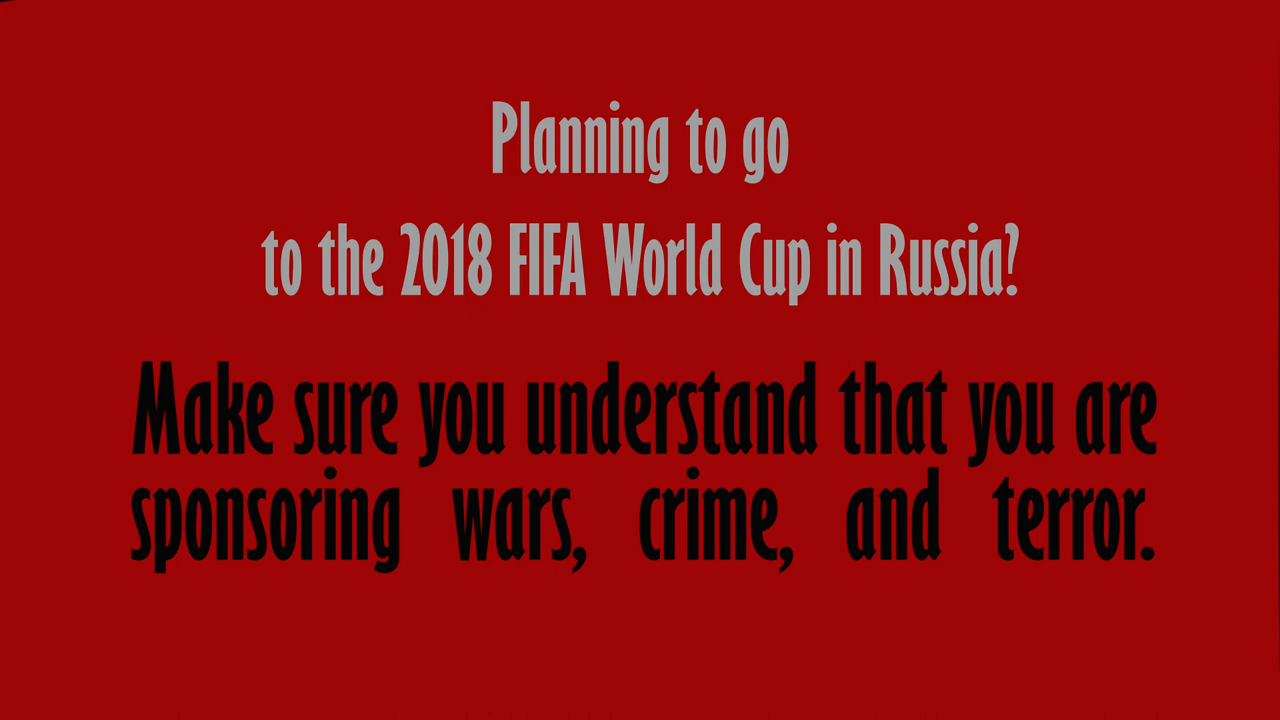 Planning to go
to the 2018 FIFA World Cup in Russia?
Make sure you understand that you are
sponsoring wars, crime, and terror.